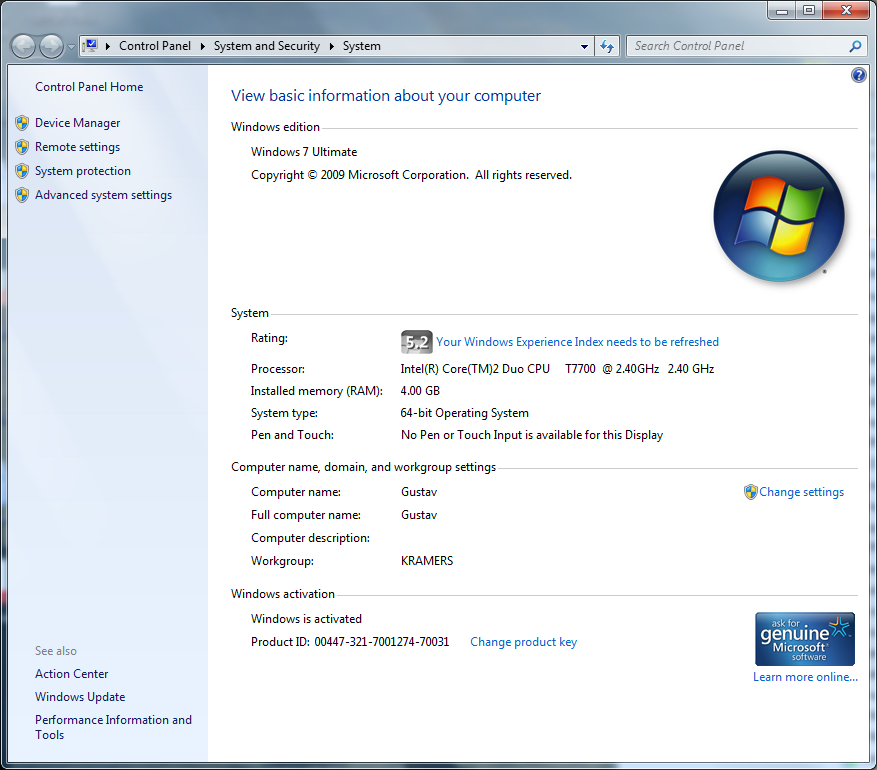 Control Panel ▸ System and Security ▸ System
Search Control Panel
Control Panel Home
Device Manager
Remote settings
System protection
Advanced system settings
See also
Action Center
Windows Update
Performance Information and
Tools
View basic information about your computer
Windows edition
Windows 7 Ultimate
Copyright © 2009 Microsoft Corporation. All rights reserved.
System
Rating: 5.2 Your Windows Experience Index needs to be refreshed
Processor: Intel(R) Core(TM)2 Duo CPU T7700 @ 2.40GHz 2.40 GHz
Installed memory (RAM): 4.00 GB
System type: 64-bit Operating System
Pen and Touch: No Pen or Touch Input is available for this Display
Computer name, domain, and workgroup settings
Computer name: Gustav Change settings
Full computer name: Gustav
Computer description:
Workgroup: KRAMERS
Windows activation
Windows is activated
Product ID: 00447-321-7001274-70031 Change product key
ask for
genuine
Microsoft®
software
Learn more online...